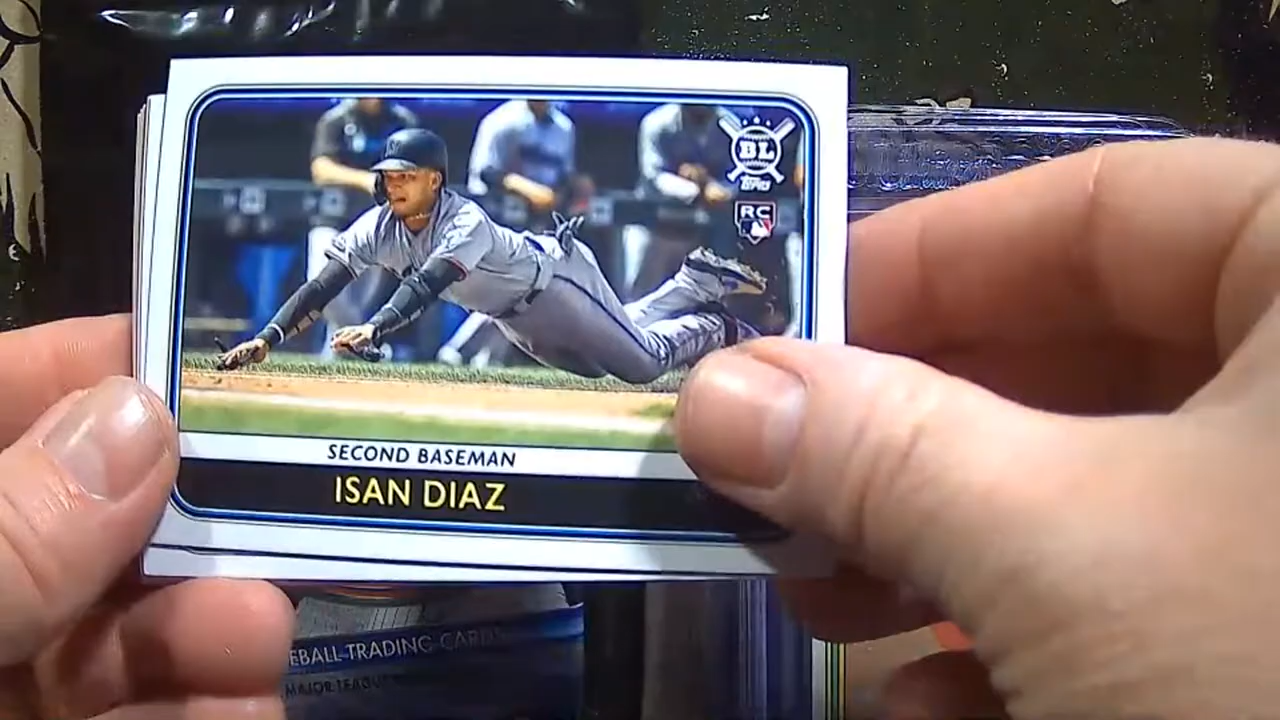 BL
TOPPS
RC
SECOND BASEMAN
ISAN DIAZ
EBALL TRADING CARDS
MAJOR LEAGU